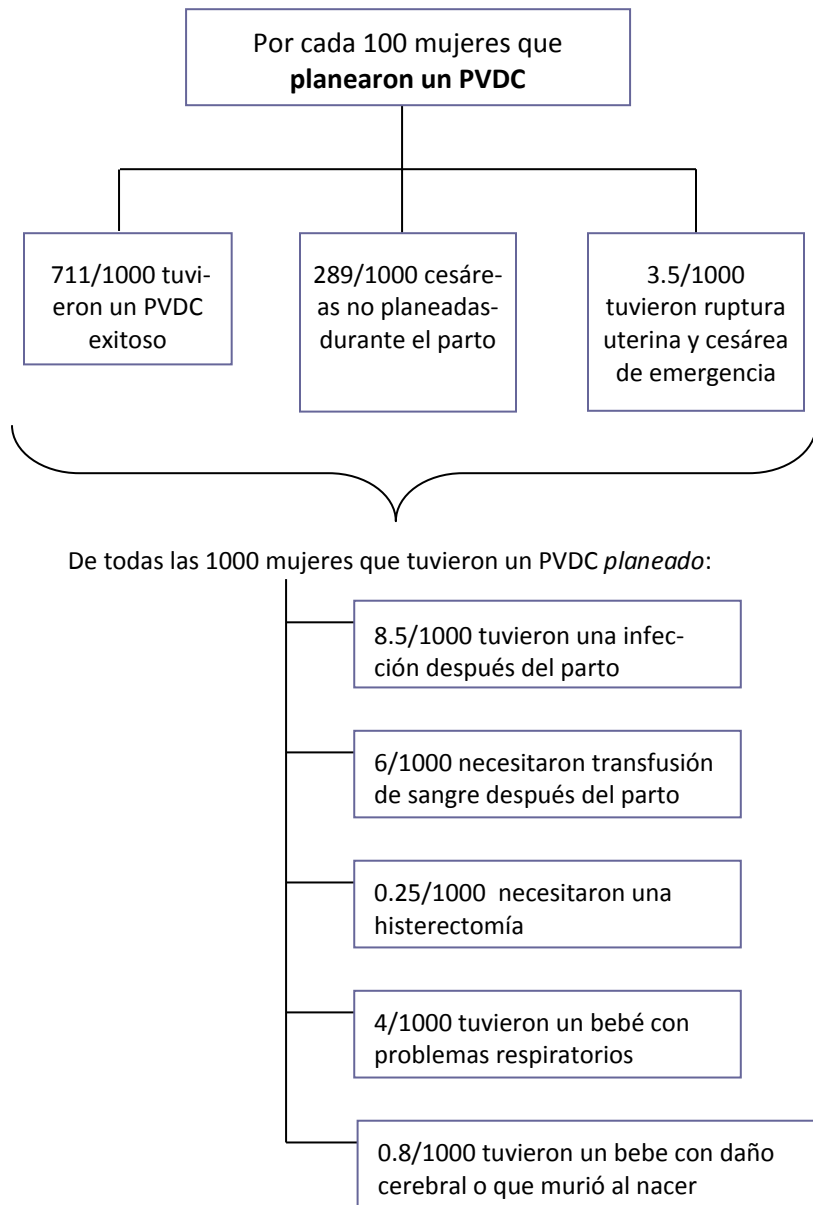 Por cada 100 mujeres que
planearon un PVDC
711/1000 tuvi-
eron un PVDC
exitoso
289/1000 cesáre-
as no planeadas-
durante el parto
3.5/1000
tuvieron ruptura
uterina y cesárea
de emergencia
De todas las 1000 mujeres que tuvieron un PVDC planeado:
8.5/1000 tuvieron una infec-
ción después del parto
6/1000 necesitaron transfusión
de sangre después del parto
0.25/1000  necesitaron una
histerectomía
4/1000 tuvieron un bebé con
problemas respiratorios
0.8/1000 tuvieron un bebe con daño
cerebral o que murió al nacer